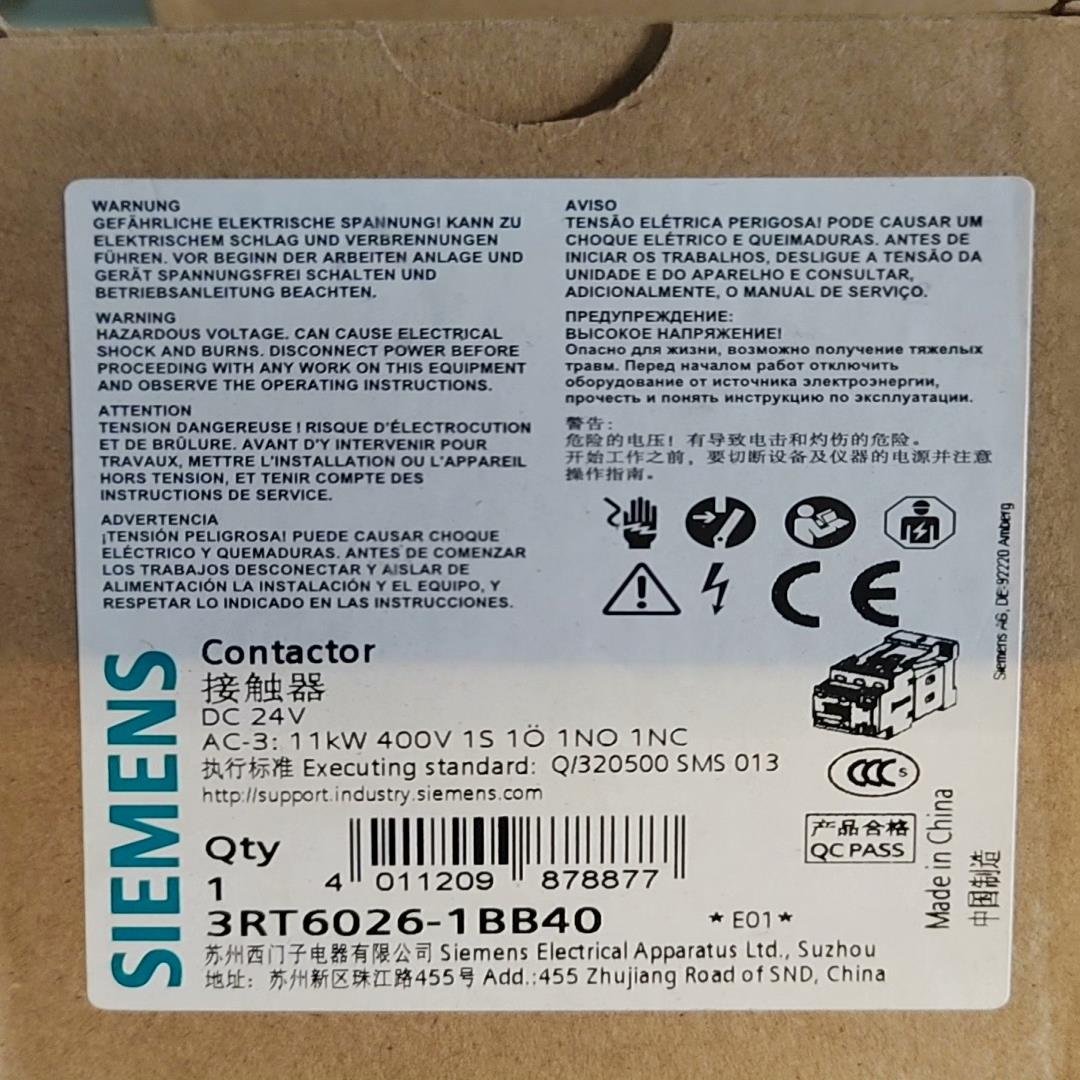 WARNUNG
GEFÄHRLICHE ELEKTRISCHE SPANNUNG! KANN ZU
ELEKTRISCHEM SCHLAG UND VERBRENNUNGEN
FÜHREN. VOR BEGINN DER ARBEITEN ANLAGE UND
GERÄT SPANNUNGSFREI SCHALTEN UND
BETRIEBSANLEITUNG BEACHTEN.
WARNING
HAZARDOUS VOLTAGE. CAN CAUSE ELECTRICAL
SHOCK AND BURNS. DISCONNECT POWER BEFORE
PROCEEDING WITH ANY WORK ON THIS EQUIPMENT
AND OBSERVE THE OPERATING INSTRUCTIONS.
ATTENTION
TENSION DANGEREUSE ! RISQUE D'ÉLECTROCUTION
ET DE BRÛLURE. AVANT D'Y INTERVENIR POUR
TRAVAUX, METTRE L'INSTALLATION OU L'APPAREIL
HORS TENSION, ET TENIR COMPTE DES
INSTRUCTIONS DE SERVICE.
ADVERTENCIA
¡TENSIÓN PELIGROSA! PUEDE CAUSAR CHOQUE
ELÉCTRICO Y QUEMADURAS. ANTES DE COMENZAR
LOS TRABAJOS DESCONECTAR Y AISLAR DE
ALIMENTACIÓN LA INSTALACIÓN Y EL EQUIPO, Y
RESPETAR LO INDICADO EN LAS INSTRUCCIONES.
AVISO
TENSÃO ELÉTRICA PERIGOSA! PODE CAUSAR UM
CHOQUE ELÉTRICO E QUEIMADURAS. ANTES DE
INICIAR OS TRABALHOS, DESLIGUE A TENSÃO DA
UNIDADE E DO APARELHO E CONSULTAR,
ADICIONALMENTE, O MANUAL DE SERVIÇO.
ПРЕДУПРЕЖДЕНИЕ:
ВЫСОКОЕ НАПРЯЖЕНИЕ!
Опасно для жизни, возможно получение тяжелых
травм. Перед началом работ отключить
оборудование от источника электроэнергии,
прочесть и понять инструкцию по эксплуатации.
警告:
危险的电压! 有导致电击和灼伤的危险。
开始工作之前, 要切断设备及仪器的电源并注意
操作指南。
CE
Siemens AG, DE-92220 Amberg
SIEMENS
Contactor
接触器
DC 24V
AC-3: 11kW 400V 1S 1Ö 1NO 1NC
执行标准 Executing standard: Q/320500 SMS 013
http://support.industry.siemens.com
CCC S
产品合格
QC PASS
Made in China
中国制造
Qty
1
4 011209 878877
3RT6026-1BB40 *E01*
苏州西门子电器有限公司 Siemens Electrical Apparatus Ltd., Suzhou
地址: 苏州新区珠江路455号 Add.:455 Zhujiang Road of SND, China